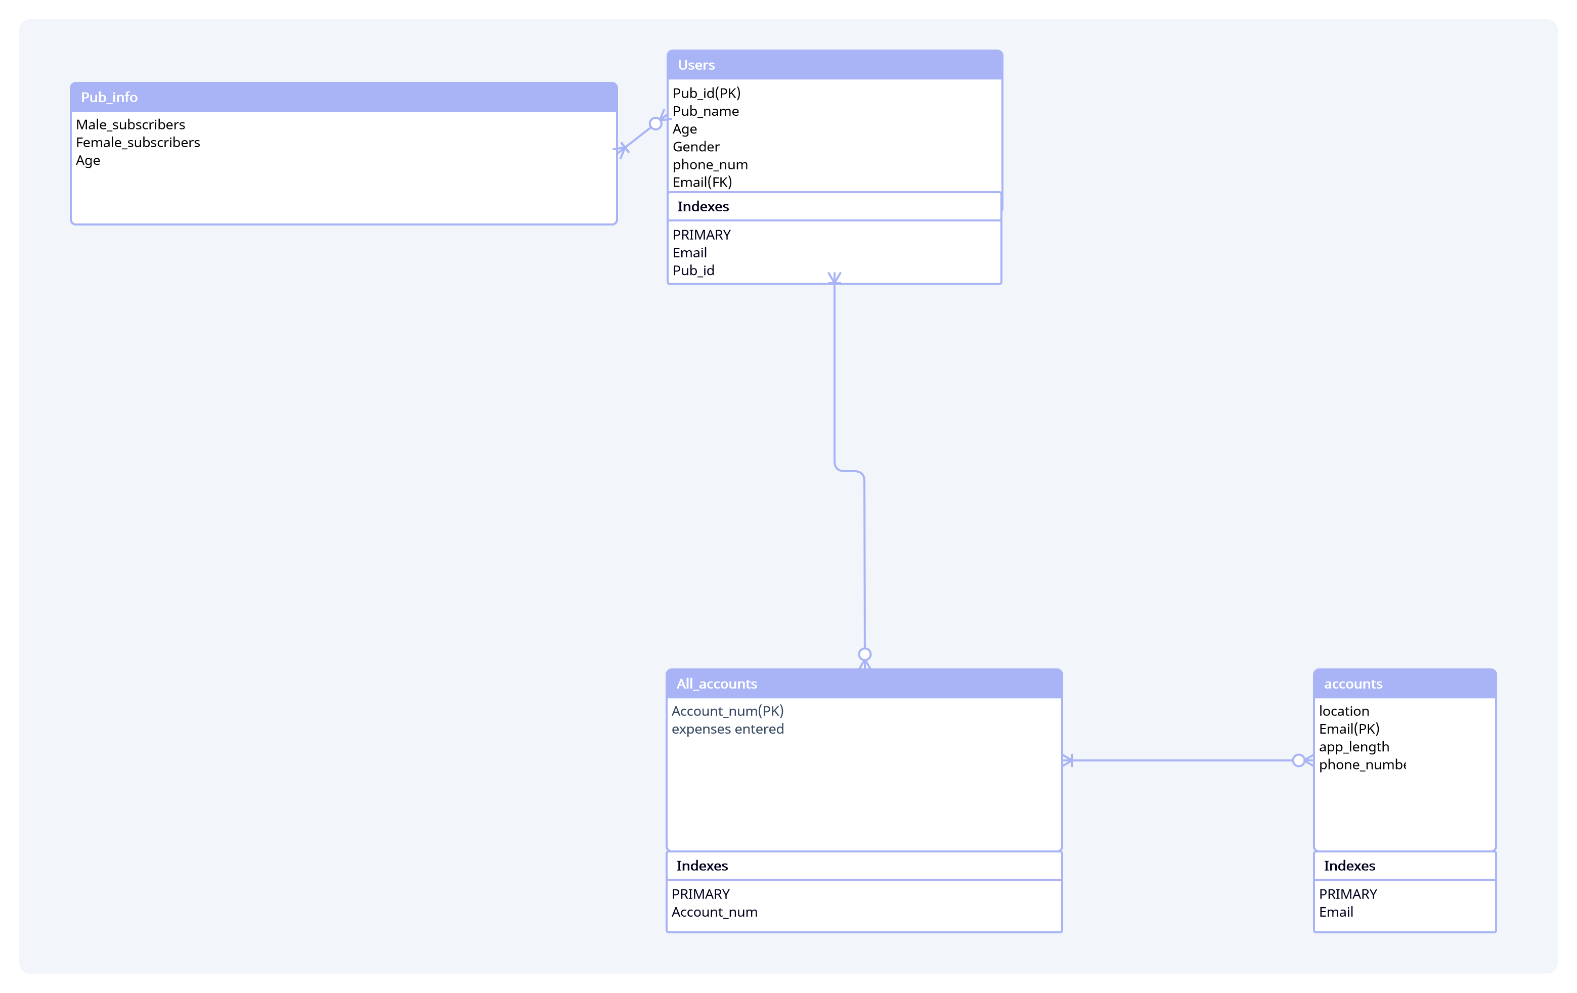 Pub_info
Male_subscribers
Female_subscribers
Age
Users
Pub_id(PK)
Pub_name
Age
Gender
phone_num
Email(FK)
Indexes
PRIMARY
Email
Pub_id
All_accounts
Account_num(PK)
expenses entered
Indexes
PRIMARY
Account_num
accounts
location
Email(PK)
app_length
phone_numbe
Indexes
PRIMARY
Email